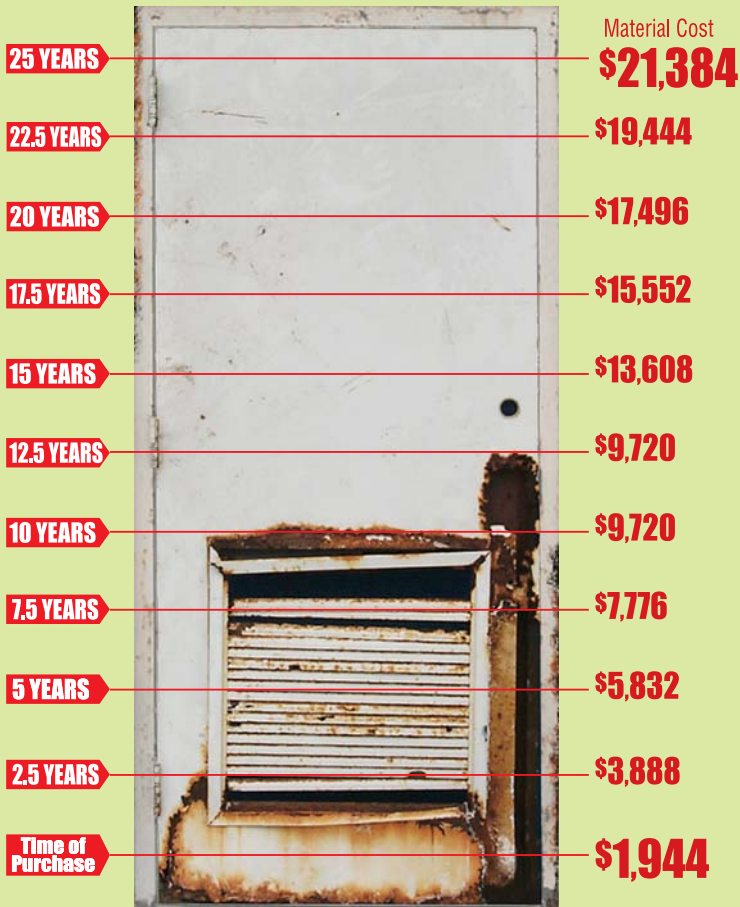 Material Cost
25 YEARS $21,384
22.5 YEARS $19,444
20 YEARS $17,496
17.5 YEARS $15,552
15 YEARS $13,608
12.5 YEARS $9,720
10 YEARS $9,720
7.5 YEARS $7,776
5 YEARS $5,832
2.5 YEARS $3,888
Time of
Purchase $1,944